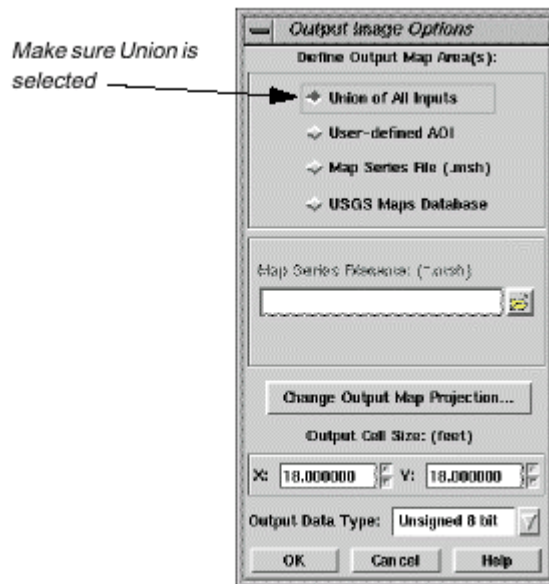 Output Image Options
Make sure Union is
selected
Define Output Map Area(s):
Union of All Inputs
User-defined AOI
Map Series File (.msh)
USGS Maps Database
Map Series Filename: (*.msh)
Change Output Map Projection...
Output Cell Size: (feet)
X: 18.000000 Y: 18.000000
Output Data Type: Unsigned 8 bit
OK Cancel Help